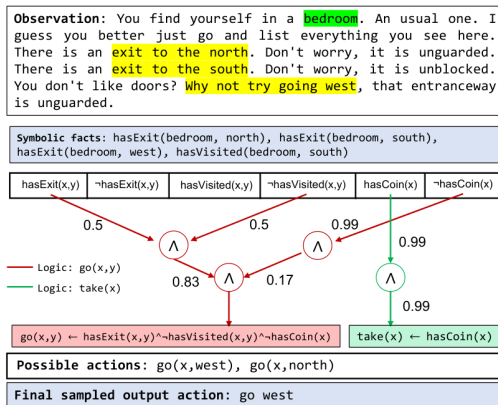 Observation: You find yourself in a bedroom. An usual one. I
guess you better just go and list everything you see here.
There is an exit to the north. Don't worry, it is unguarded.
There is an exit to the south. Don't worry, it is unblocked.
You don't like doors? Why not try going west, that entranceway
is unguarded.
Symbolic facts: hasExit(bedroom, north), hasExit(bedroom, south),
hasExit(bedroom, west), hasVisited(bedroom, south)
hasExit(x,y) ¬hasExit(x,y) hasVisited(x,y) ¬hasVisited(x,y) hasCoin(x) ¬hasCoin(x)
0.5 0.5 0.99
Λ Λ 0.99
Logic: go(x,y) 0.83 Λ 0.17 Λ
Logic: take(x)
0.99
go(x,y) ← hasExit(x,y)^¬hasVisited(x,y)^¬hasCoin(x) take(x) ← hasCoin(x)
Possible actions: go(x,west), go(x,north)
Final sampled output action: go west